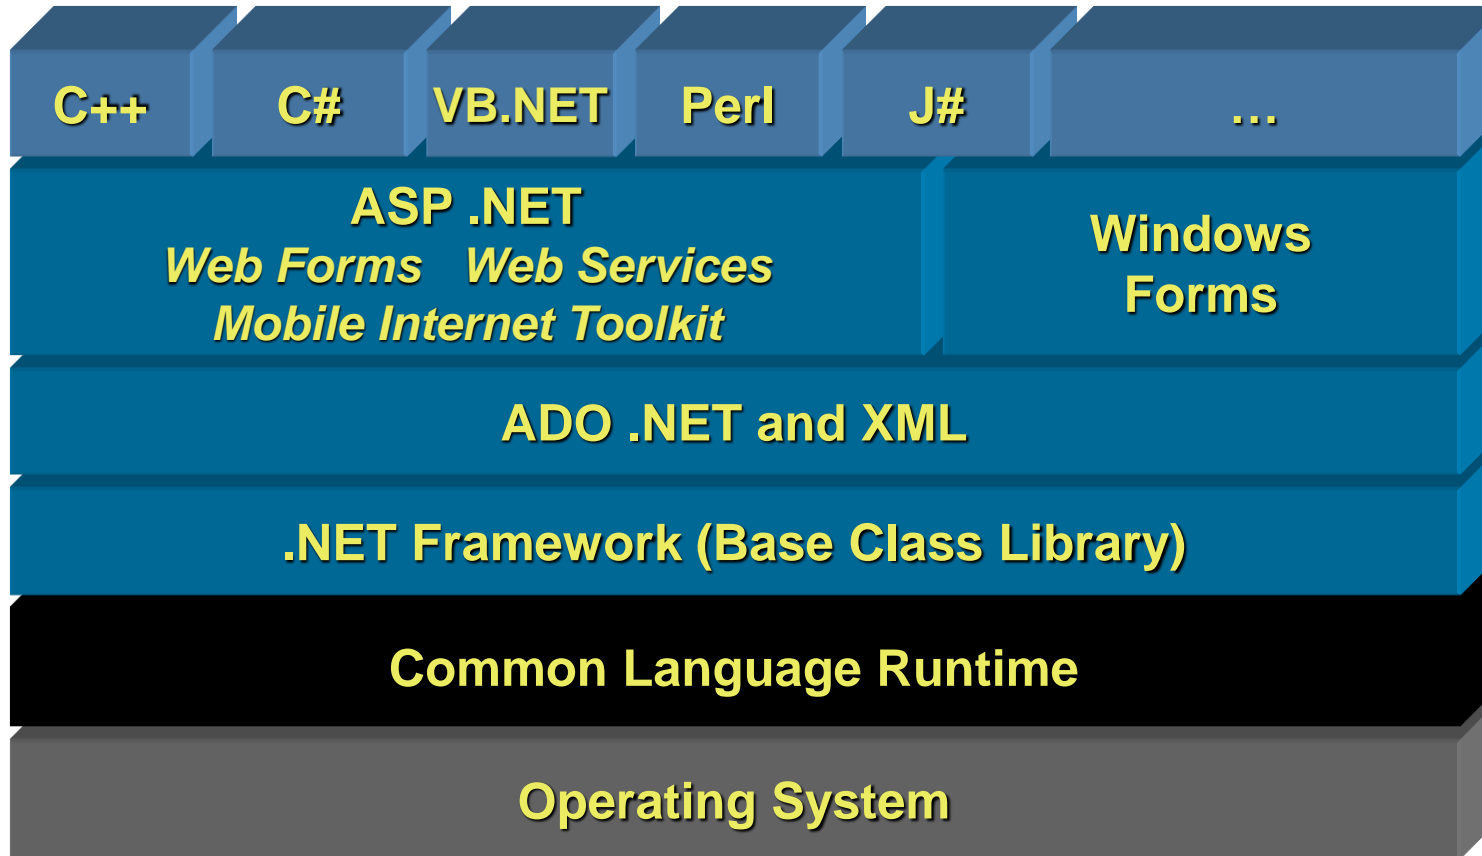 C++ C# VB.NET Perl J# ...
ASP .NET
Web Forms Web Services
Mobile Internet Toolkit
Windows
Forms
ADO .NET and XML
.NET Framework (Base Class Library)
Common Language Runtime
Operating System